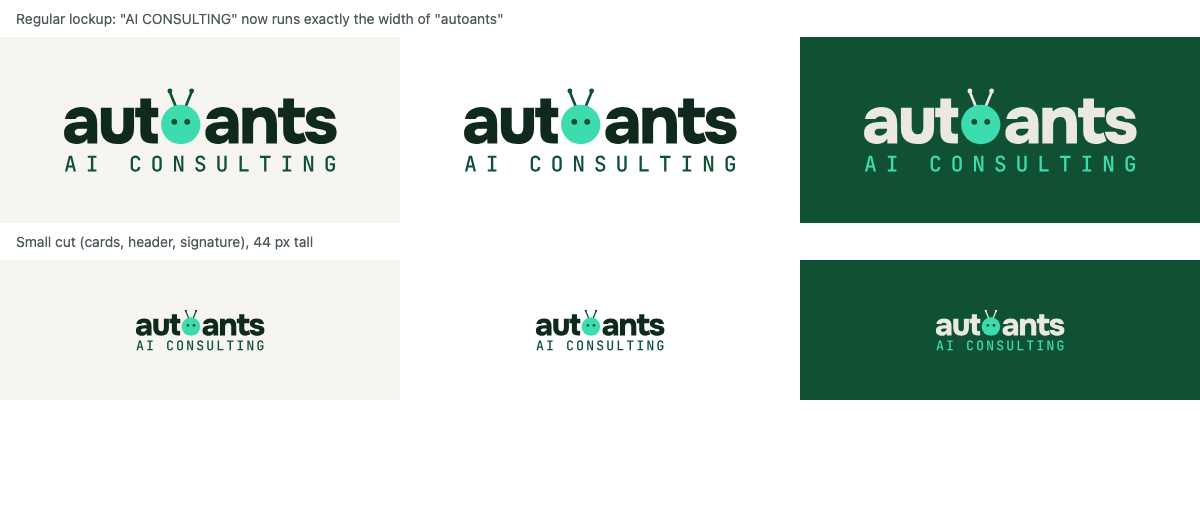 Regular lockup: "AI CONSULTING" now runs exactly the width of "autoants"
autoants autoants autoants
AI CONSULTING AI CONSULTING AI CONSULTING
Small cut (cards, header, signature), 44 px tall
autoants autoants autoants
AI CONSULTING AI CONSULTING AI CONSULTING